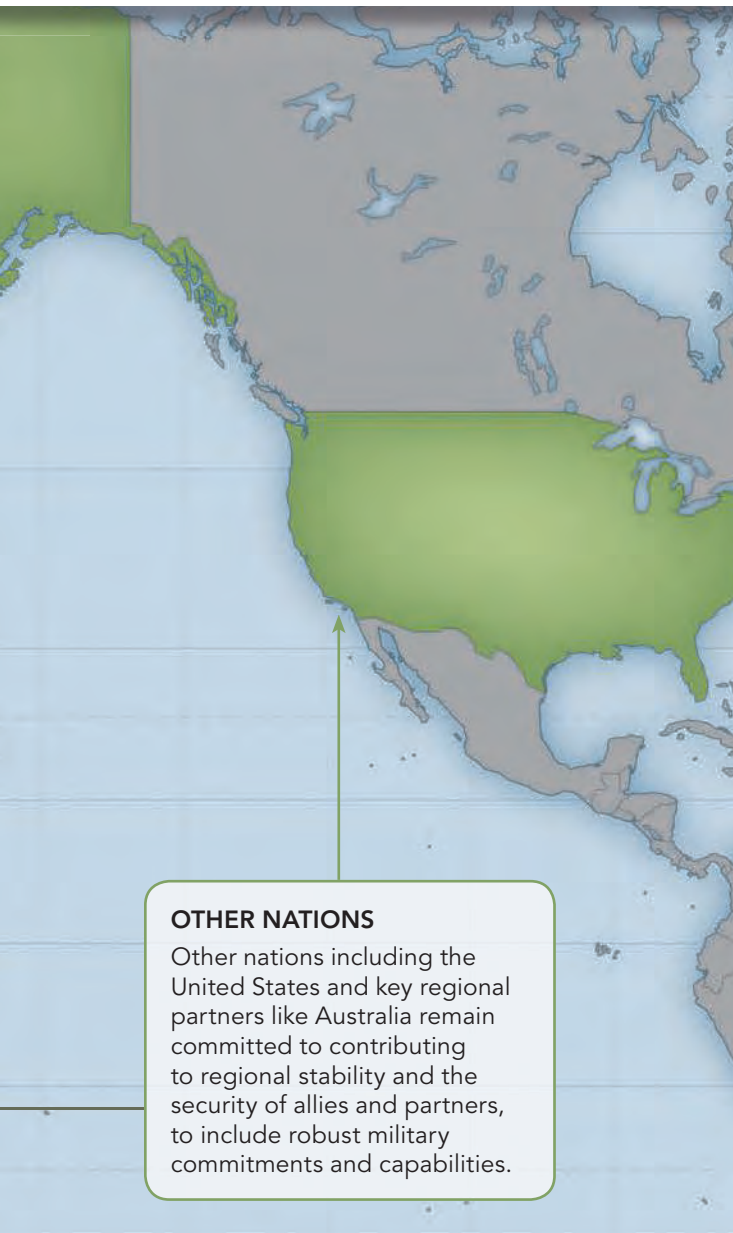 OTHER NATIONS
Other nations including the
United States and key regional
partners like Australia remain
committed to contributing
to regional stability and the
security of allies and partners,
to include robust military
commitments and capabilities.